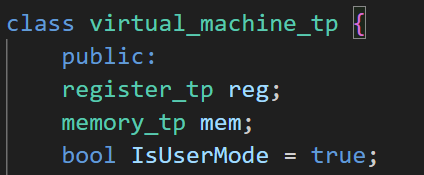 class virtual_machine_tp {
    public:
    register_tp reg;
    memory_tp mem;
    bool IsUserMode = true;